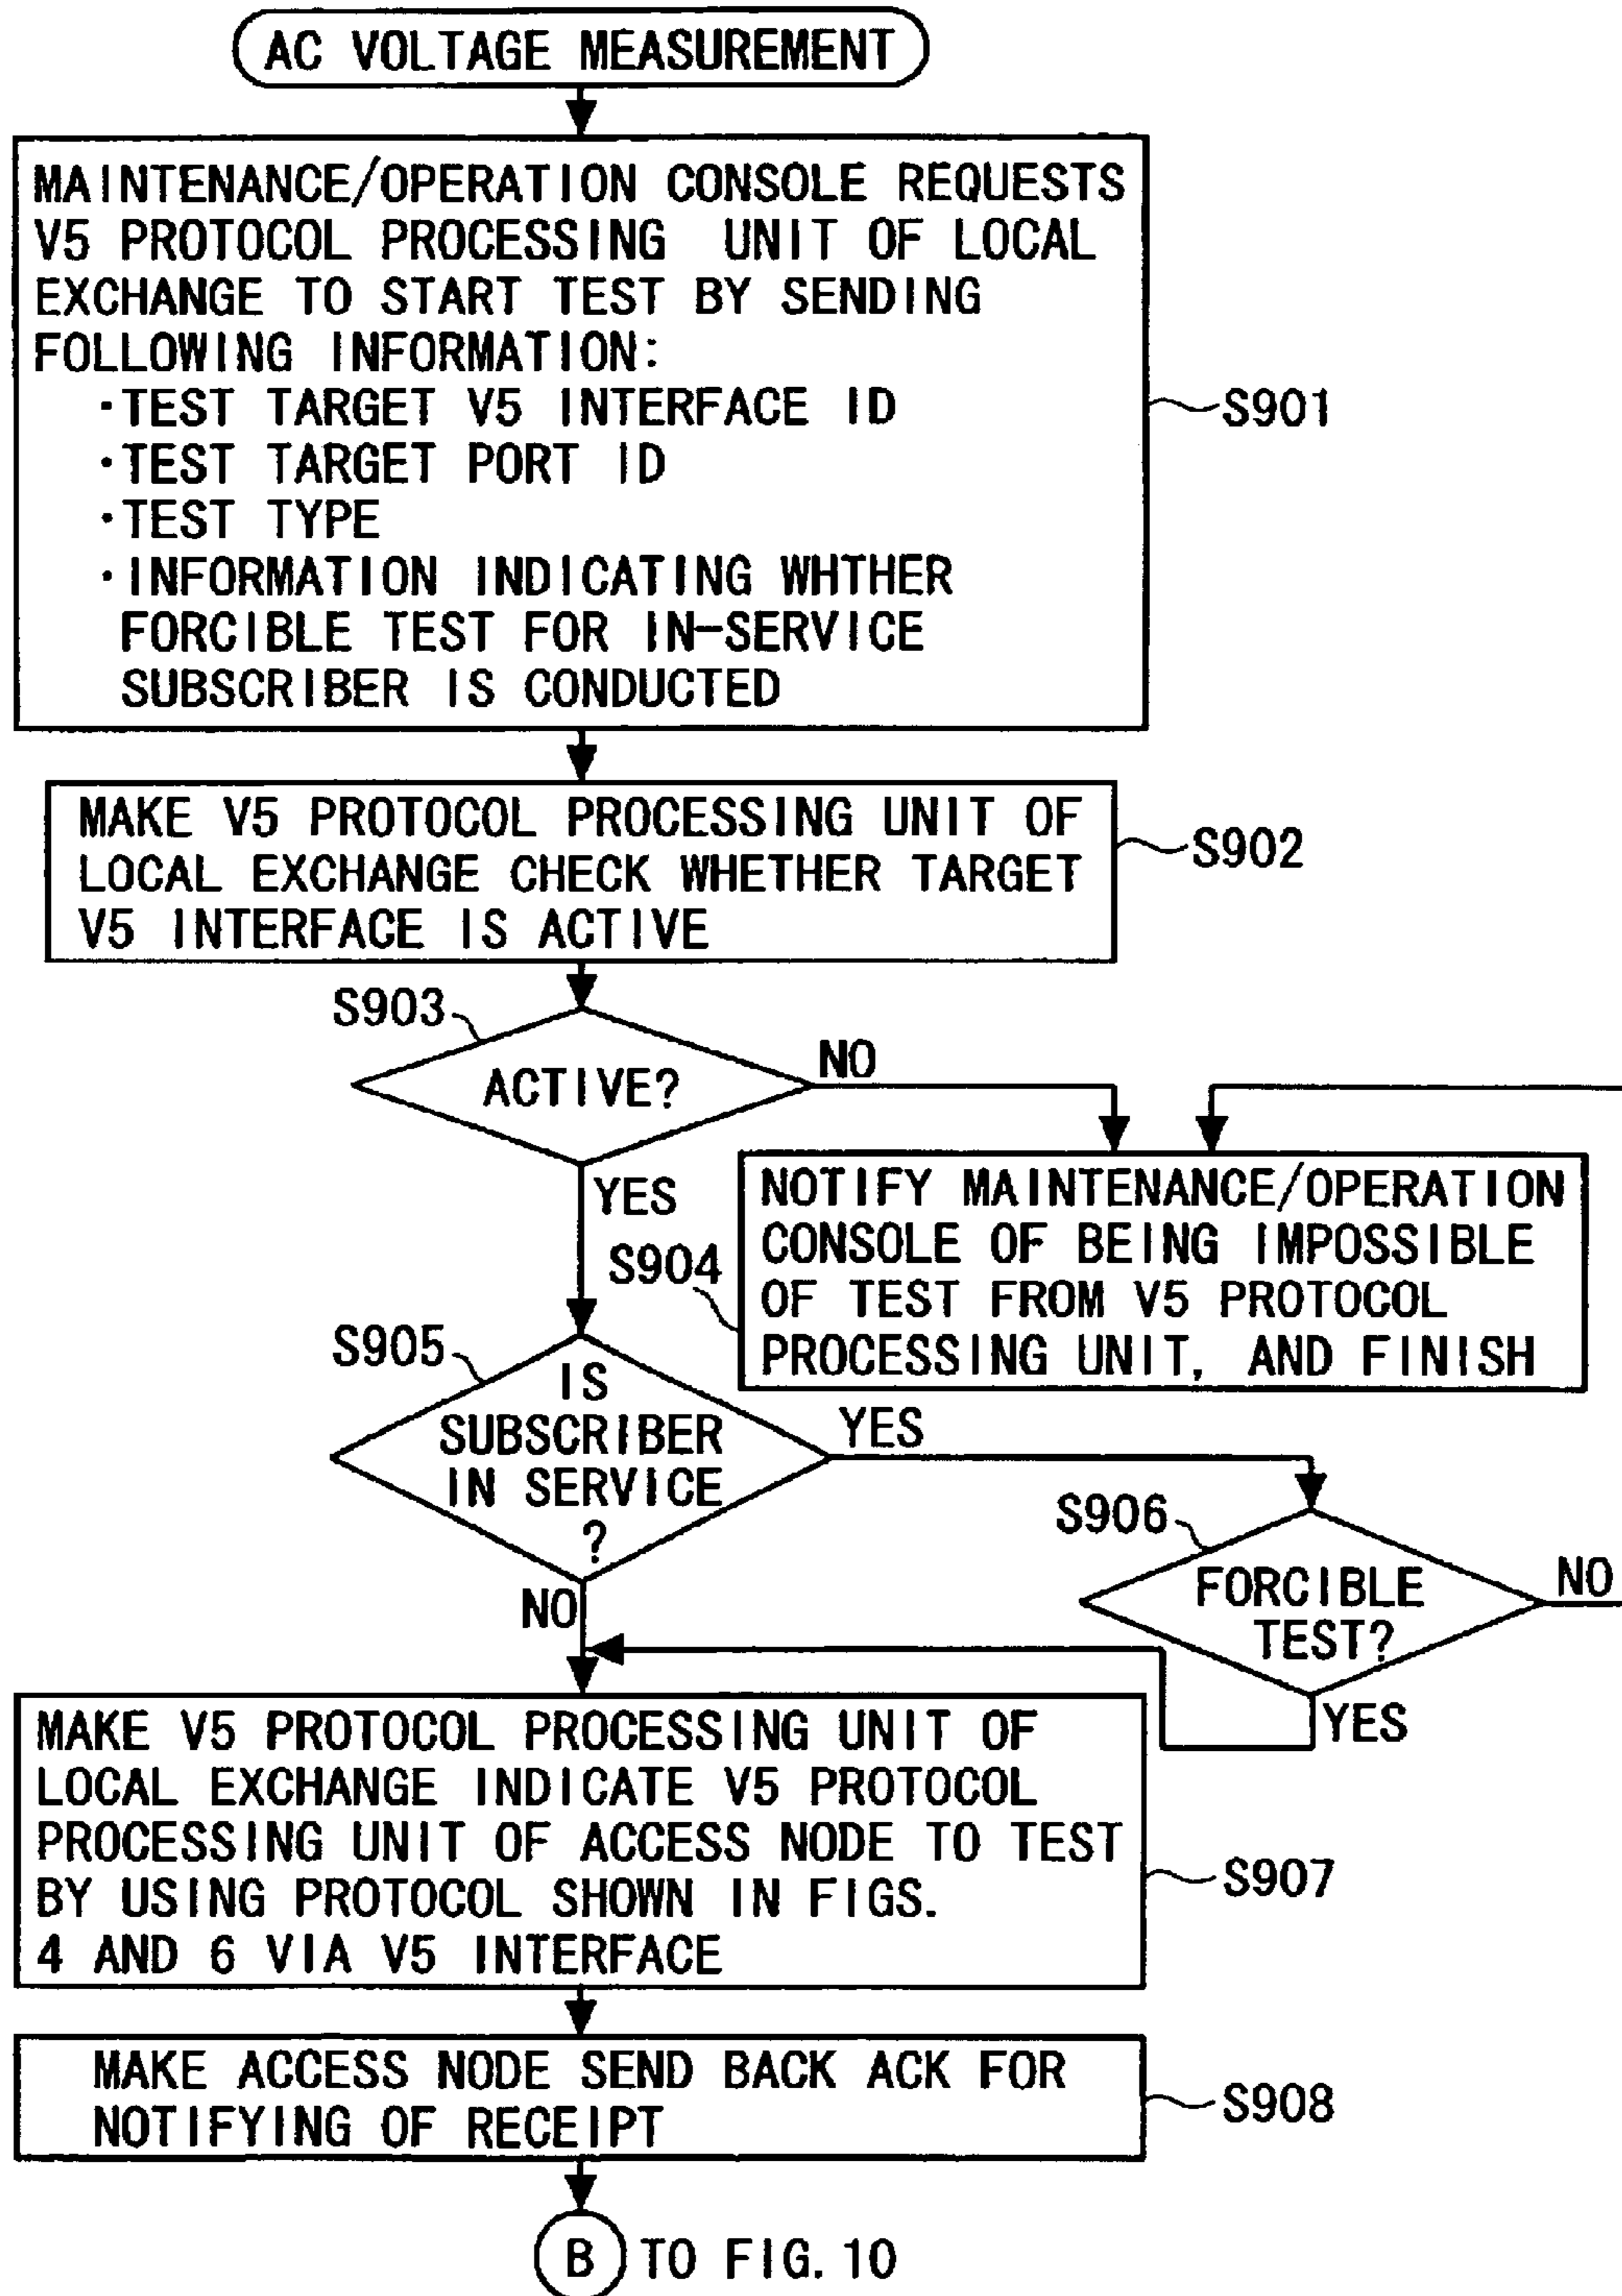 AC VOLTAGE MEASUREMENT
MAINTENANCE/OPERATION CONSOLE REQUESTS
V5 PROTOCOL PROCESSING UNIT OF LOCAL
EXCHANGE TO START TEST BY SENDING
FOLLOWING INFORMATION:
·TEST TARGET V5 INTERFACE ID
·TEST TARGET PORT ID
·TEST TYPE
·INFORMATION INDICATING WHTHER
FORCIBLE TEST FOR IN-SERVICE
SUBSCRIBER IS CONDUCTED
S901
MAKE V5 PROTOCOL PROCESSING UNIT OF
LOCAL EXCHANGE CHECK WHETHER TARGET
V5 INTERFACE IS ACTIVE
S902
S903
ACTIVE?
NO
YES
S904
NOTIFY MAINTENANCE/OPERATION
CONSOLE OF BEING IMPOSSIBLE
OF TEST FROM V5 PROTOCOL
PROCESSING UNIT, AND FINISH
S905
IS
SUBSCRIBER
IN SERVICE
?
YES
NO
S906
FORCIBLE
TEST?
NO
YES
MAKE V5 PROTOCOL PROCESSING UNIT OF
LOCAL EXCHANGE INDICATE V5 PROTOCOL
PROCESSING UNIT OF ACCESS NODE TO TEST
BY USING PROTOCOL SHOWN IN FIGS.
4 AND 6 VIA V5 INTERFACE
S907
MAKE ACCESS NODE SEND BACK ACK FOR
NOTIFYING OF RECEIPT
S908
B TO FIG. 10